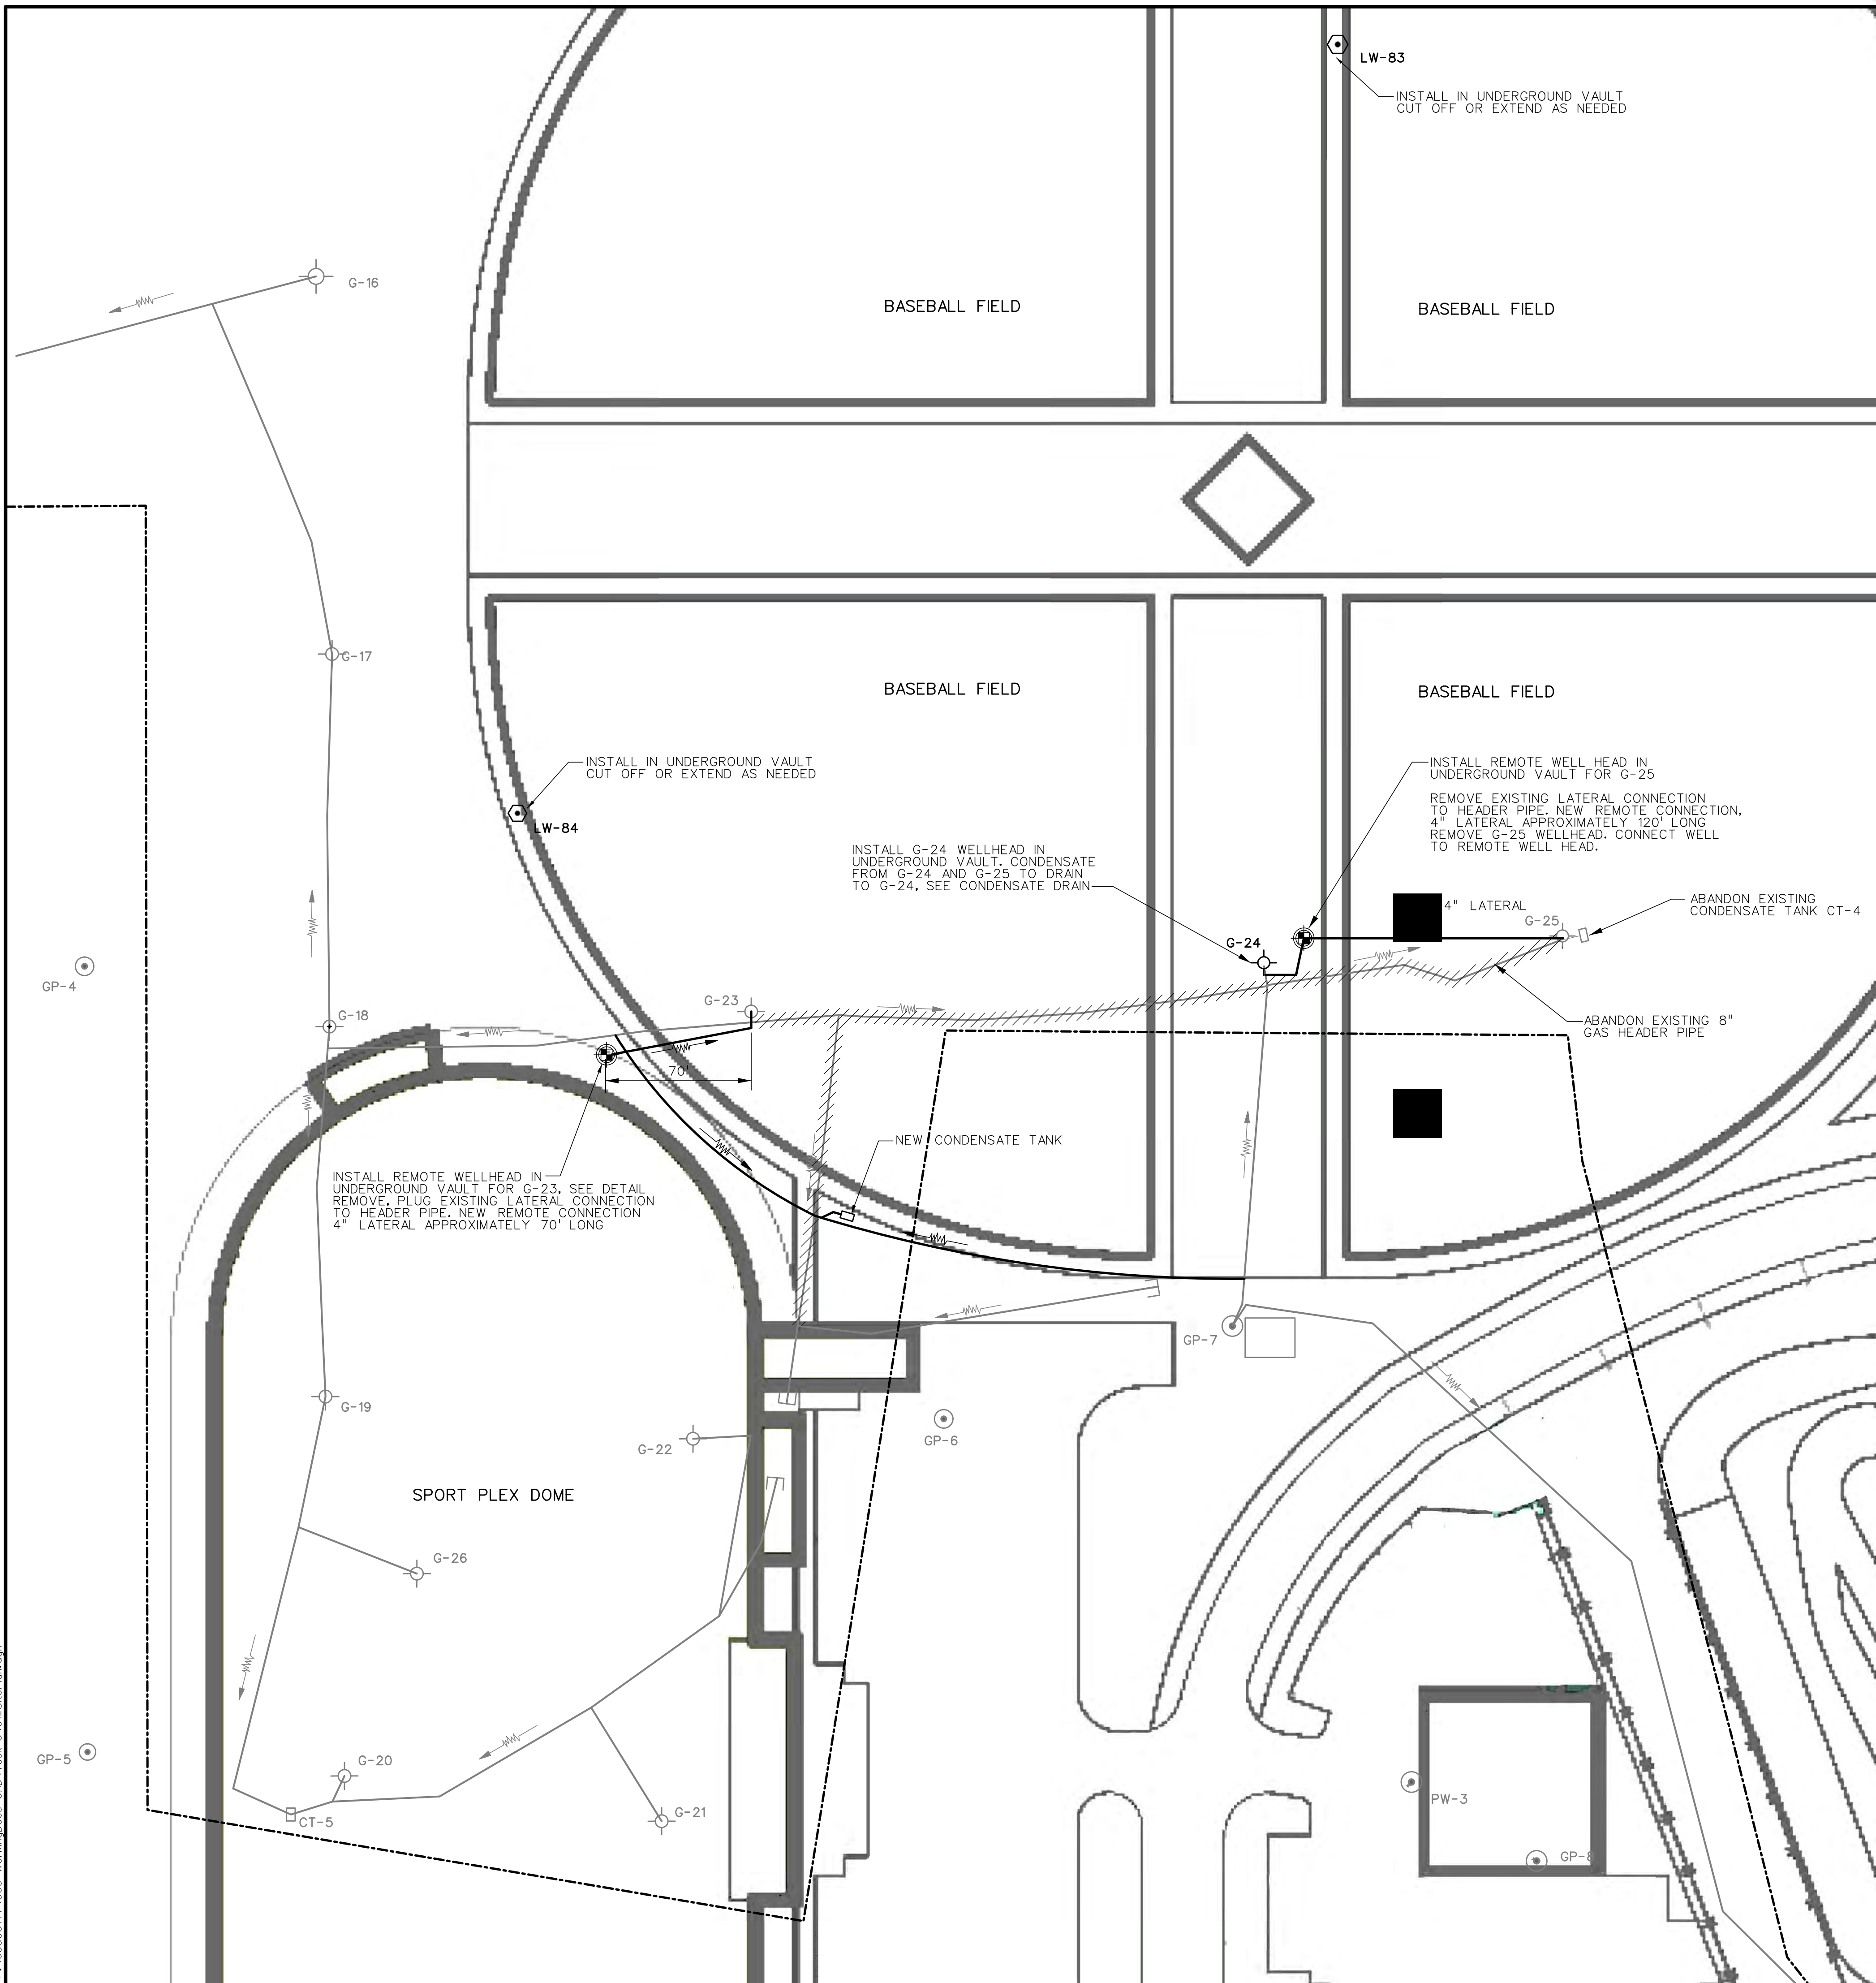 LW-83
INSTALL IN UNDERGROUND VAULT
CUT OFF OR EXTEND AS NEEDED
G-16
BASEBALL FIELD
BASEBALL FIELD
G-17
BASEBALL FIELD
BASEBALL FIELD
INSTALL IN UNDERGROUND VAULT
CUT OFF OR EXTEND AS NEEDED
LW-84
INSTALL REMOTE WELL HEAD IN
UNDERGROUND VAULT FOR G-25
REMOVE EXISTING LATERAL CONNECTION
TO HEADER PIPE. NEW REMOTE CONNECTION,
4" LATERAL APPROXIMATELY 120' LONG
REMOVE G-25 WELLHEAD. CONNECT WELL
TO REMOTE WELL HEAD.
INSTALL G-24 WELLHEAD IN
UNDERGROUND VAULT. CONDENSATE
FROM G-24 AND G-25 TO DRAIN
TO G-24, SEE CONDENSATE DRAIN
4" LATERAL
ABANDON EXISTING
CONDENSATE TANK CT-4
G-25
G-24
GP-4
G-23
G-18
ABANDON EXISTING 8"
GAS HEADER PIPE
70'
NEW CONDENSATE TANK
INSTALL REMOTE WELLHEAD IN
UNDERGROUND VAULT FOR G-23, SEE DETAIL
REMOVE, PLUG EXISTING LATERAL CONNECTION
TO HEADER PIPE. NEW REMOTE CONNECTION
4" LATERAL APPROXIMATELY 70' LONG
GP-7
G-19
G-22
GP-6
SPORT PLEX DOME
G-26
GP-5
G-20
CT-5
G-21
PW-3
GP-8